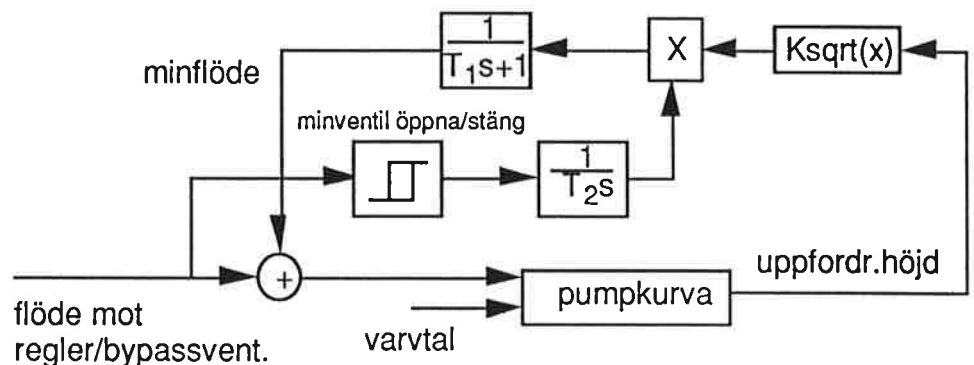 1
T1s+1
X
Ksqrt(x)
minflöde
minventil öppna/stäng
1
T2s
+
uppfordr.höjd
pumpkurva
flöde mot
regler/bypassvent.
varvtal